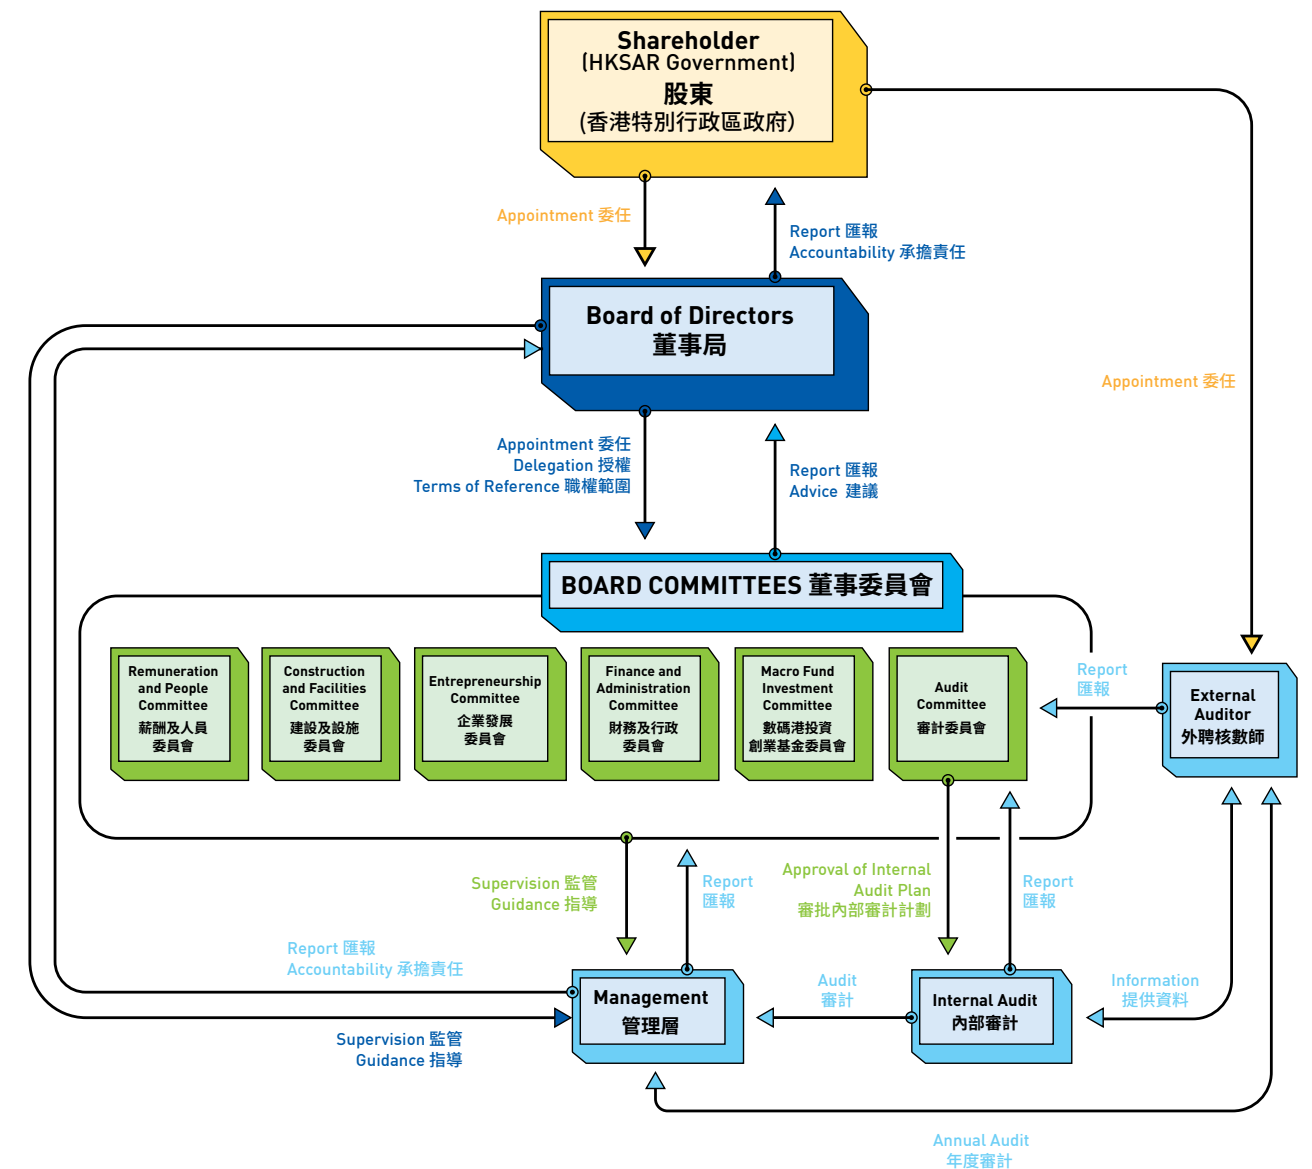 Shareholder
(HKSAR Government)
股東
(香港特別行政區政府)
Appointment 委任
Report 匯報
Accountability 承擔責任
Board of Directors
董事局
Appointment 委任
Appointment 委任
Delegation 授權
Terms of Reference 職權範圍
Report 匯報
Advice 建議
BOARD COMMITTEES 董事委員會
Remuneration
and People
Committee
薪酬及人員
委員會
Construction
and Facilities
Committee
建設及設施
委員會
Entrepreneurship
Committee
企業發展
委員會
Finance and
Administration
Committee
財務及行政
委員會
Macro Fund
Investment
Committee
數碼港投資
創業基金委員會
Audit
Committee
審計委員會
Report
匯報
External
Auditor
外聘核數師
Supervision 監管
Guidance 指導
Report
匯報
Approval of Internal
Audit Plan
審批內部審計計劃
Report
匯報
Report 匯報
Accountability 承擔責任
Management
管理層
Audit
審計
Internal Audit
內部審計
Information
提供資料
Supervision 監管
Guidance 指導
Annual Audit
年度審計